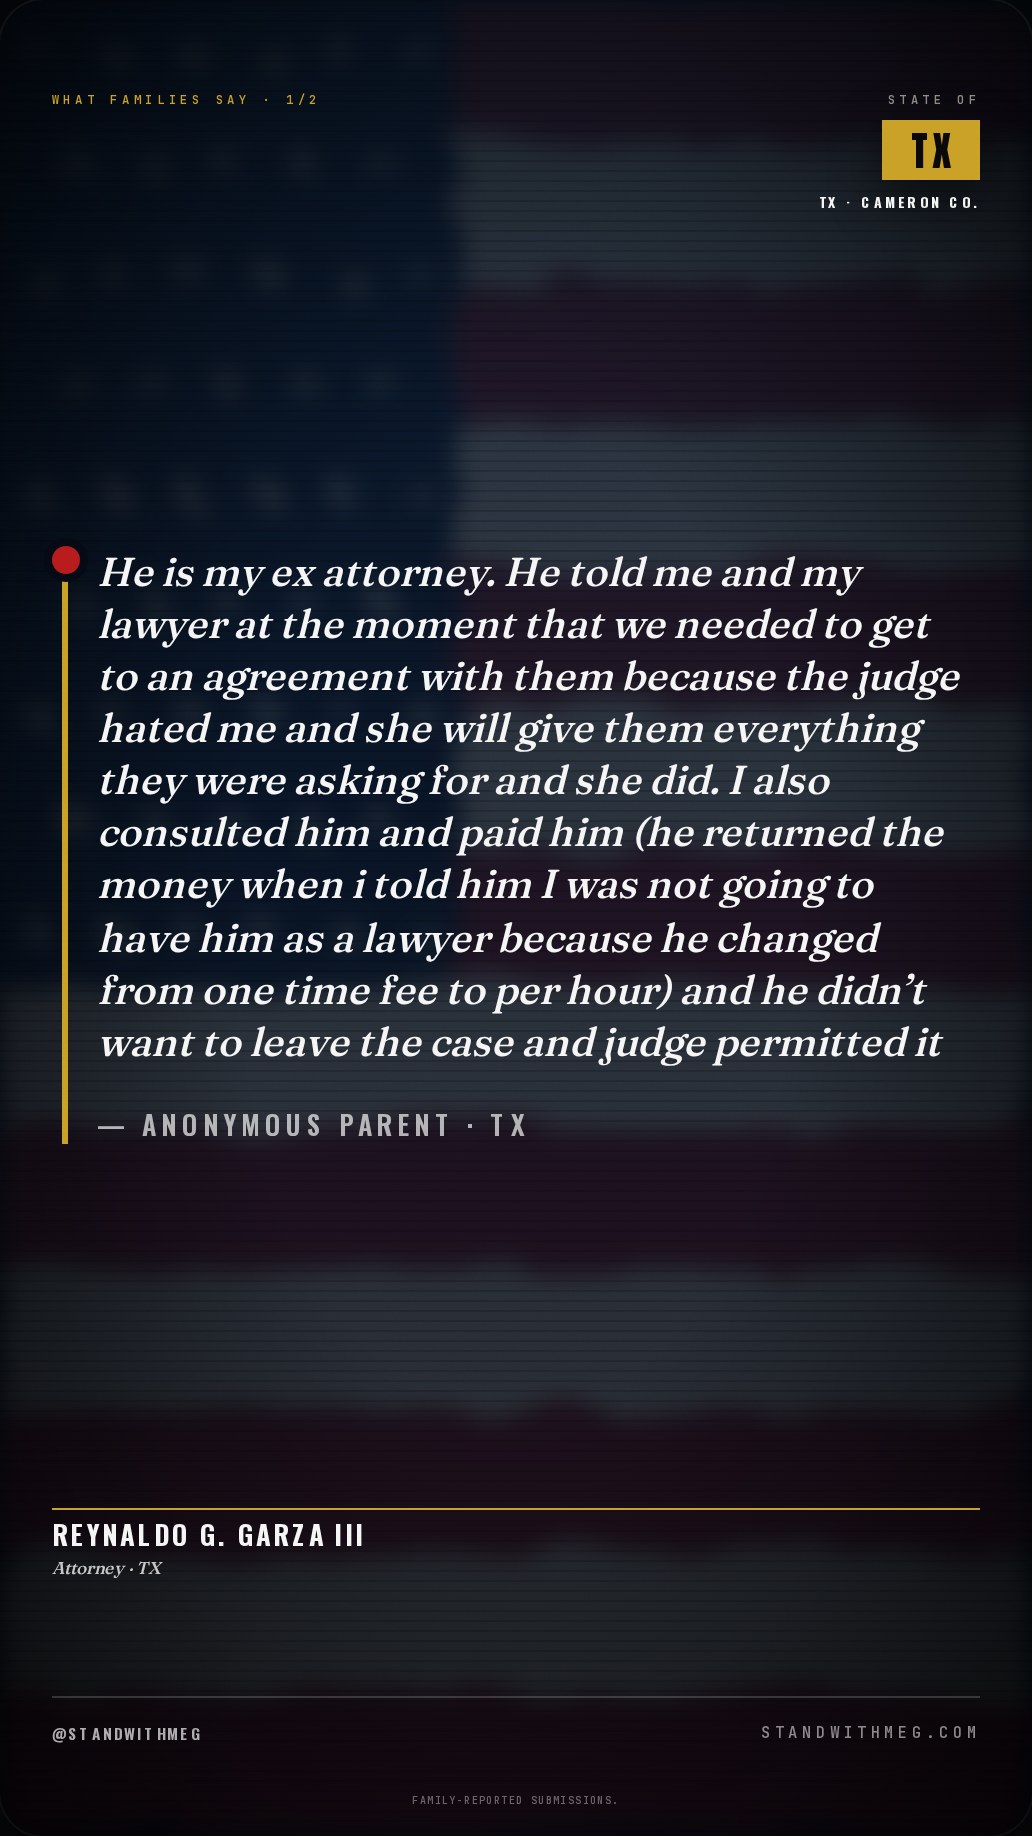 WHAT FAMILIES SAY · 1/2
STATE OF
TX
TX · CAMERON CO.
He is my ex attorney. He told me and my
lawyer at the moment that we needed to get
to an agreement with them because the judge
hated me and she will give them everything
they were asking for and she did. I also
consulted him and paid him (he returned the
money when i told him I was not going to
have him as a lawyer because he changed
from one time fee to per hour) and he didn’t
want to leave the case and judge permitted it
— ANONYMOUS PARENT · TX
REYNALDO G. GARZA III
Attorney · TX
@STANDWITHMEG
STANDWITHMEG.COM
FAMILY-REPORTED SUBMISSIONS.